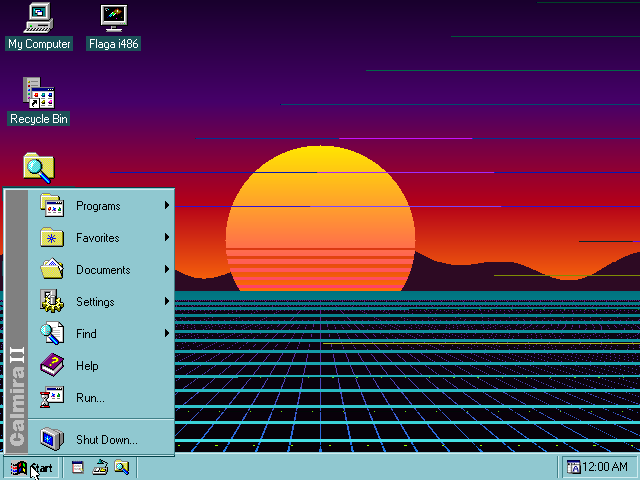 My Computer
Flaga i486
Recycle Bin
Programs
Favorites
Documents
Settings
Find
Help
Run...
Shut Down...
Calmira II
Start
12:00 AM